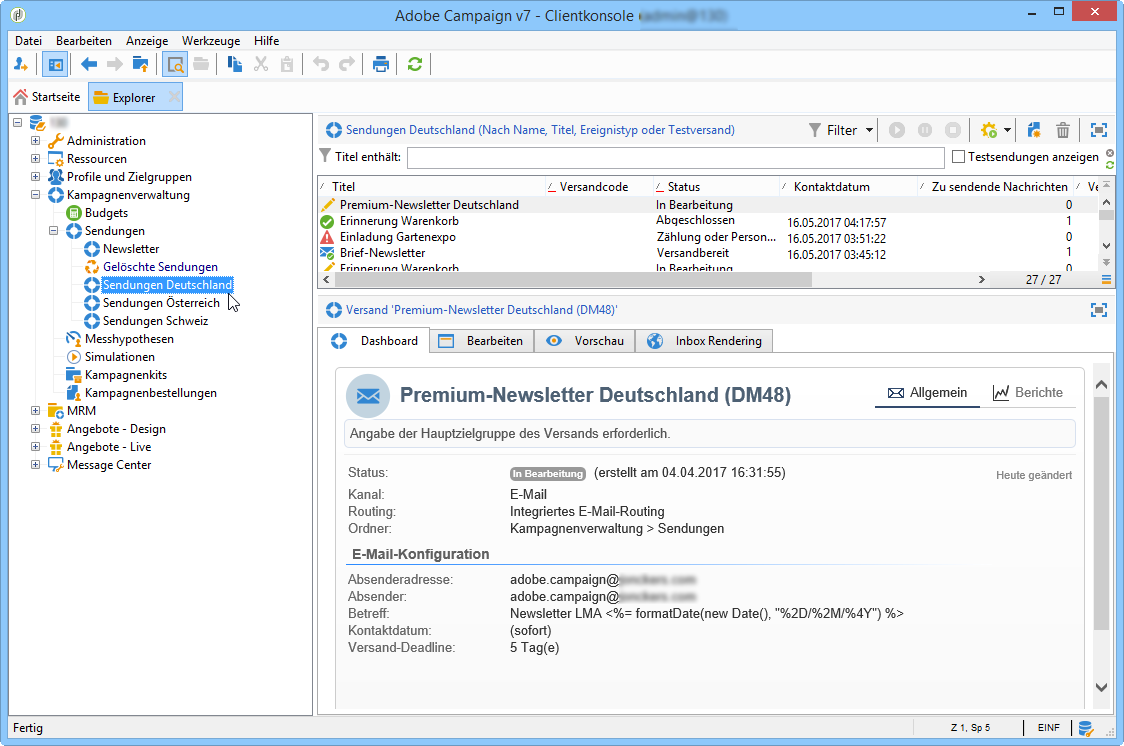 Adobe Campaign v7 - Clientkonsole
Datei Bearbeiten Anzeige Werkzeuge Hilfe
Startseite Explorer
Administration
Ressourcen
Profile und Zielgruppen
Kampagnenverwaltung
Budgets
Sendungen
Newsletter
Gelöschte Sendungen
Sendungen Deutschland
Sendungen Österreich
Sendungen Schweiz
Messhypothesen
Simulationen
Kampagnenkits
Kampagnenbestellungen
MRM
Angebote - Design
Angebote - Live
Message Center
Sendungen Deutschland (Nach Name, Titel, Ereignistyp oder Testversand) Filter
Titel enthält: Testsendungen anzeigen
Titel Versandcode Status Kontaktdatum Zu sendende Nachrichten Ve
Premium-Newsletter Deutschland In Bearbeitung 0
Erinnerung Warenkorb Abgeschlossen 16.05.2017 04:17:57 1
Einladung Gartenexpo Zählung oder Person... 16.05.2017 03:51:22 0
Brief-Newsletter Versandbereit 16.05.2017 03:45:12 1
Erinnerung Warenkorb In Bearbeitung 0
27 / 27
Versand 'Premium-Newsletter Deutschland (DM48)'
Dashboard Bearbeiten Vorschau Inbox Rendering
Premium-Newsletter Deutschland (DM48) Allgemein Berichte
Angabe der Hauptzielgruppe des Versands erforderlich.
Status: In Bearbeitung (erstellt am 04.04.2017 16:31:55) Heute geändert
Kanal: E-Mail
Routing: Integriertes E-Mail-Routing
Ordner: Kampagnenverwaltung > Sendungen
E-Mail-Konfiguration
Absenderadresse: adobe.campaign@
Absender: adobe.campaign@
Betreff: Newsletter LMA <%= formatDate(new Date(), "%2D/%2M/%4Y") %>
Kontaktdatum: (sofort)
Versand-Deadline: 5 Tag(e)
Fertig Z 1, Sp 5 EINF